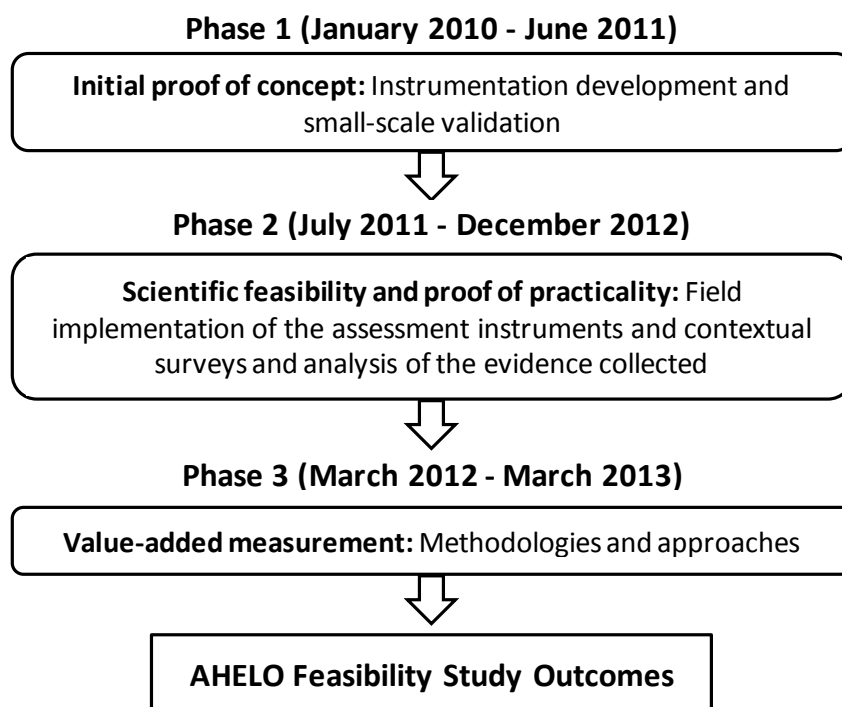 Phase 1 (January 2010 - June 2011)
Initial proof of concept: Instrumentation development and
small-scale validation
Phase 2 (July 2011 - December 2012)
Scientific feasibility and proof of practicality: Field
implementation of the assessment instruments and contextual
surveys and analysis of the evidence collected
Phase 3 (March 2012 - March 2013)
Value-added measurement: Methodologies and approaches
AHELO Feasibility Study Outcomes